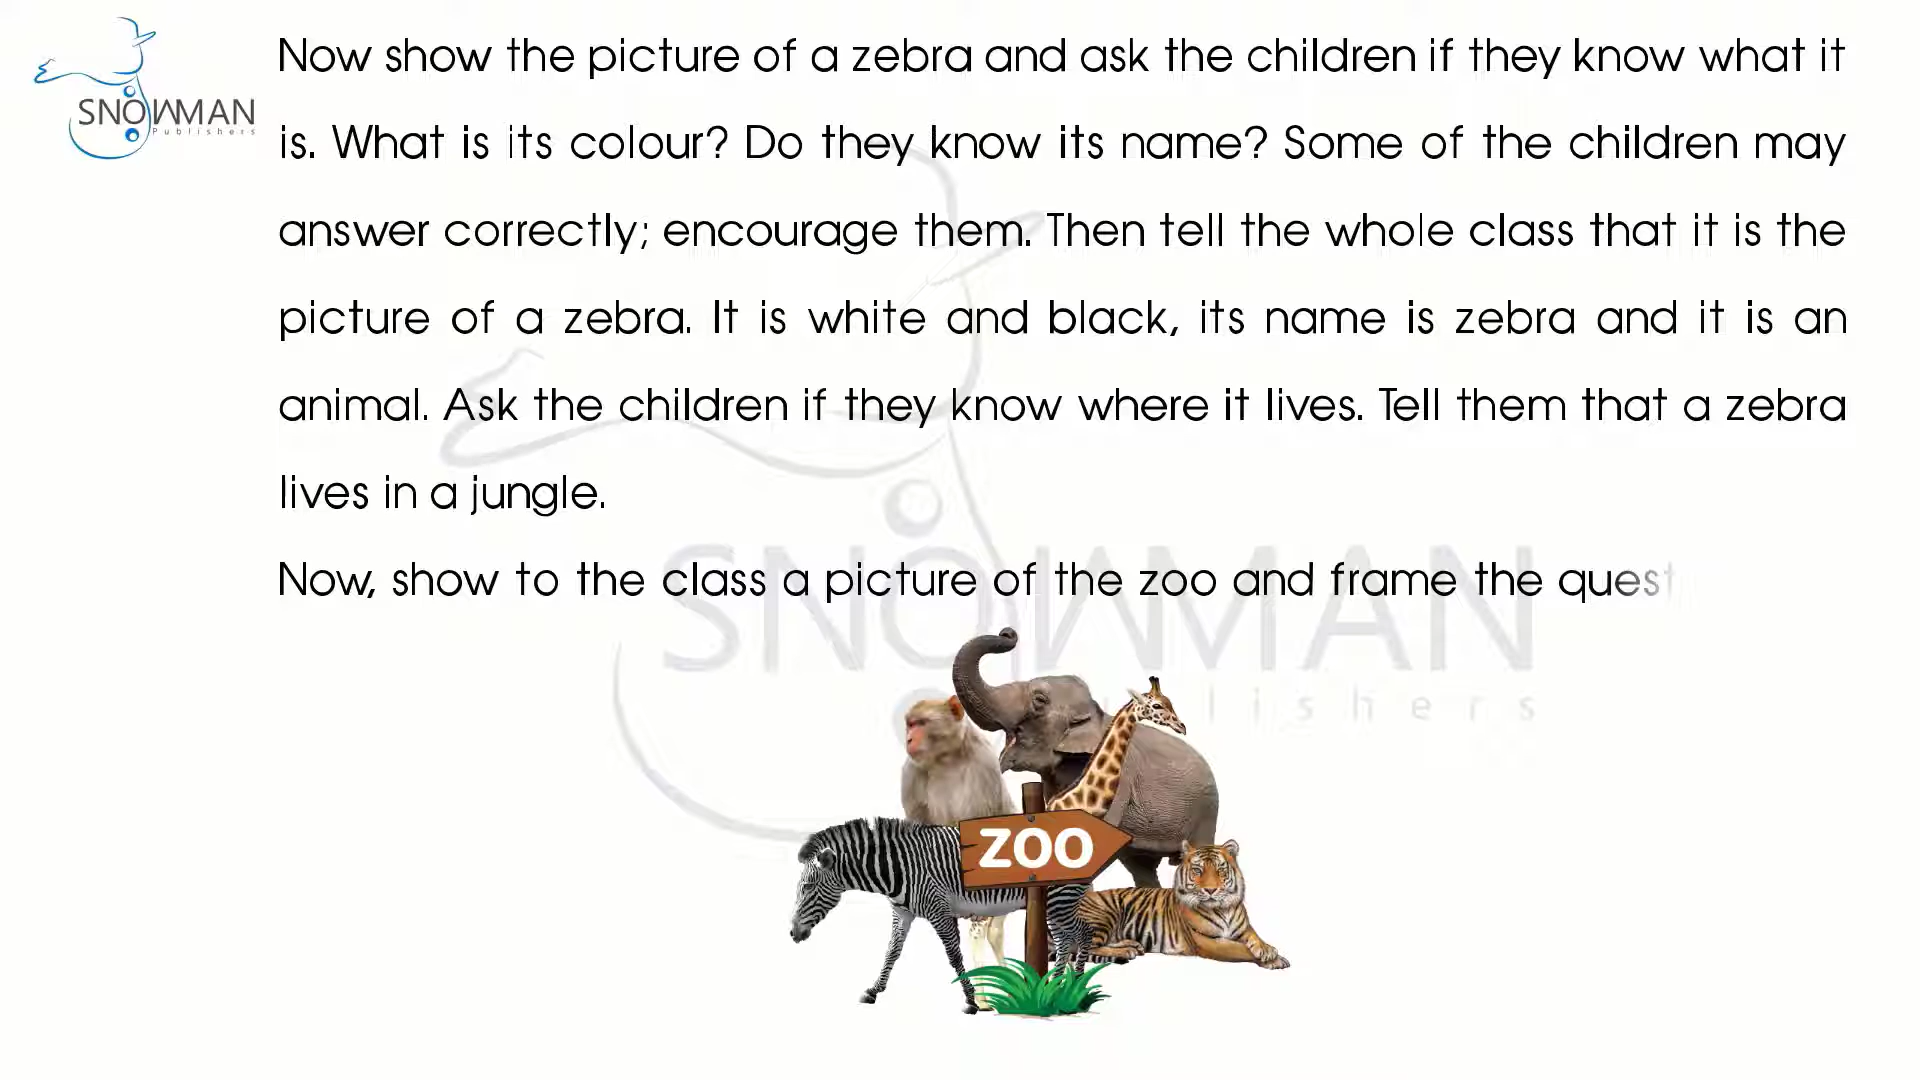 SNOWMAN
Publishers
Now show the picture of a zebra and ask the children if they know what it
is. What is its colour? Do they know its name? Some of the children may
answer correctly; encourage them. Then tell the whole class that it is the
picture of a zebra. It is white and black, its name is zebra and it is an
animal. Ask the children if they know where it lives. Tell them that a zebra
lives in a jungle.
Now, show to the class a picture of the zoo and frame the quest
SNOWMAN
Publishers
ZOO